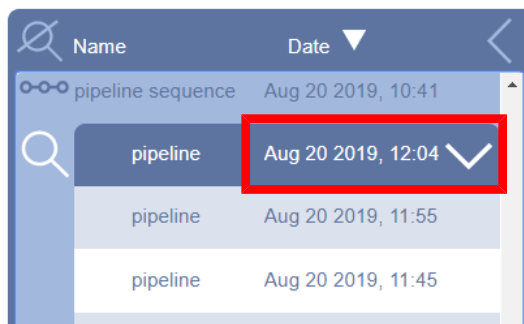 Name Date
pipeline sequence Aug 20 2019, 10:41
pipeline Aug 20 2019, 12:04
pipeline Aug 20 2019, 11:55
pipeline Aug 20 2019, 11:45